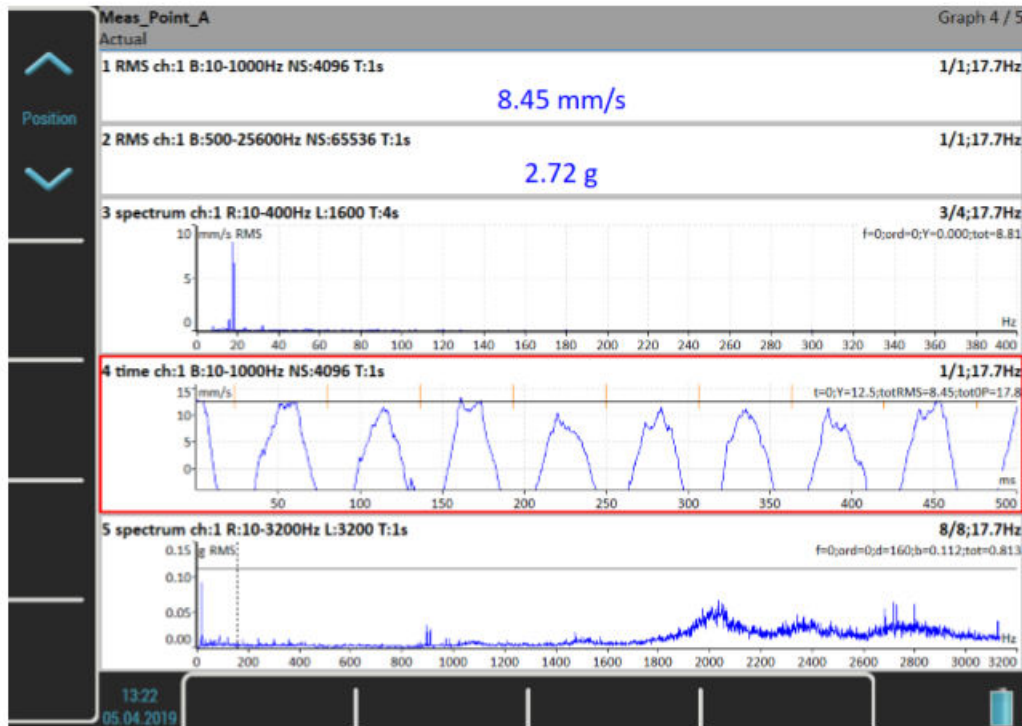 Meas_Point_A Graph 4 / 5
Actual
Position
1 RMS ch:1 B:10-1000Hz NS:4096 T:1s 1/1;17.7Hz
8.45 mm/s
2 RMS ch:1 B:500-25600Hz NS:65536 T:1s 1/1;17.7Hz
2.72 g
3 spectrum ch:1 R:10-400Hz L:1600 T:4s 3/4;17.7Hz
10 mm/s RMS f=0;ord=0;Y=0.000;tot=8.81
5
0 Hz
0 20 40 60 80 100 120 140 160 180 200 220 240 260 280 300 320 340 360 380 400
4 time ch:1 B:10-1000Hz NS:4096 T:1s 1/1;17.7Hz
15 mm/s t=0;Y=12.5;totRMS=8.45;tot0P=17.8
10
5
0
ms
50 100 150 200 250 300 350 400 450 500
5 spectrum ch:1 R:10-3200Hz L:3200 T:1s 8/8;17.7Hz
0.15 g RMS f=0;ord=0;d=160;b=0.112;tot=0.813
0.10
0.05
0.00 Hz
0 200 400 600 800 1000 1200 1400 1600 1800 2000 2200 2400 2600 2800 3000 3200
13:22
05.04.2019